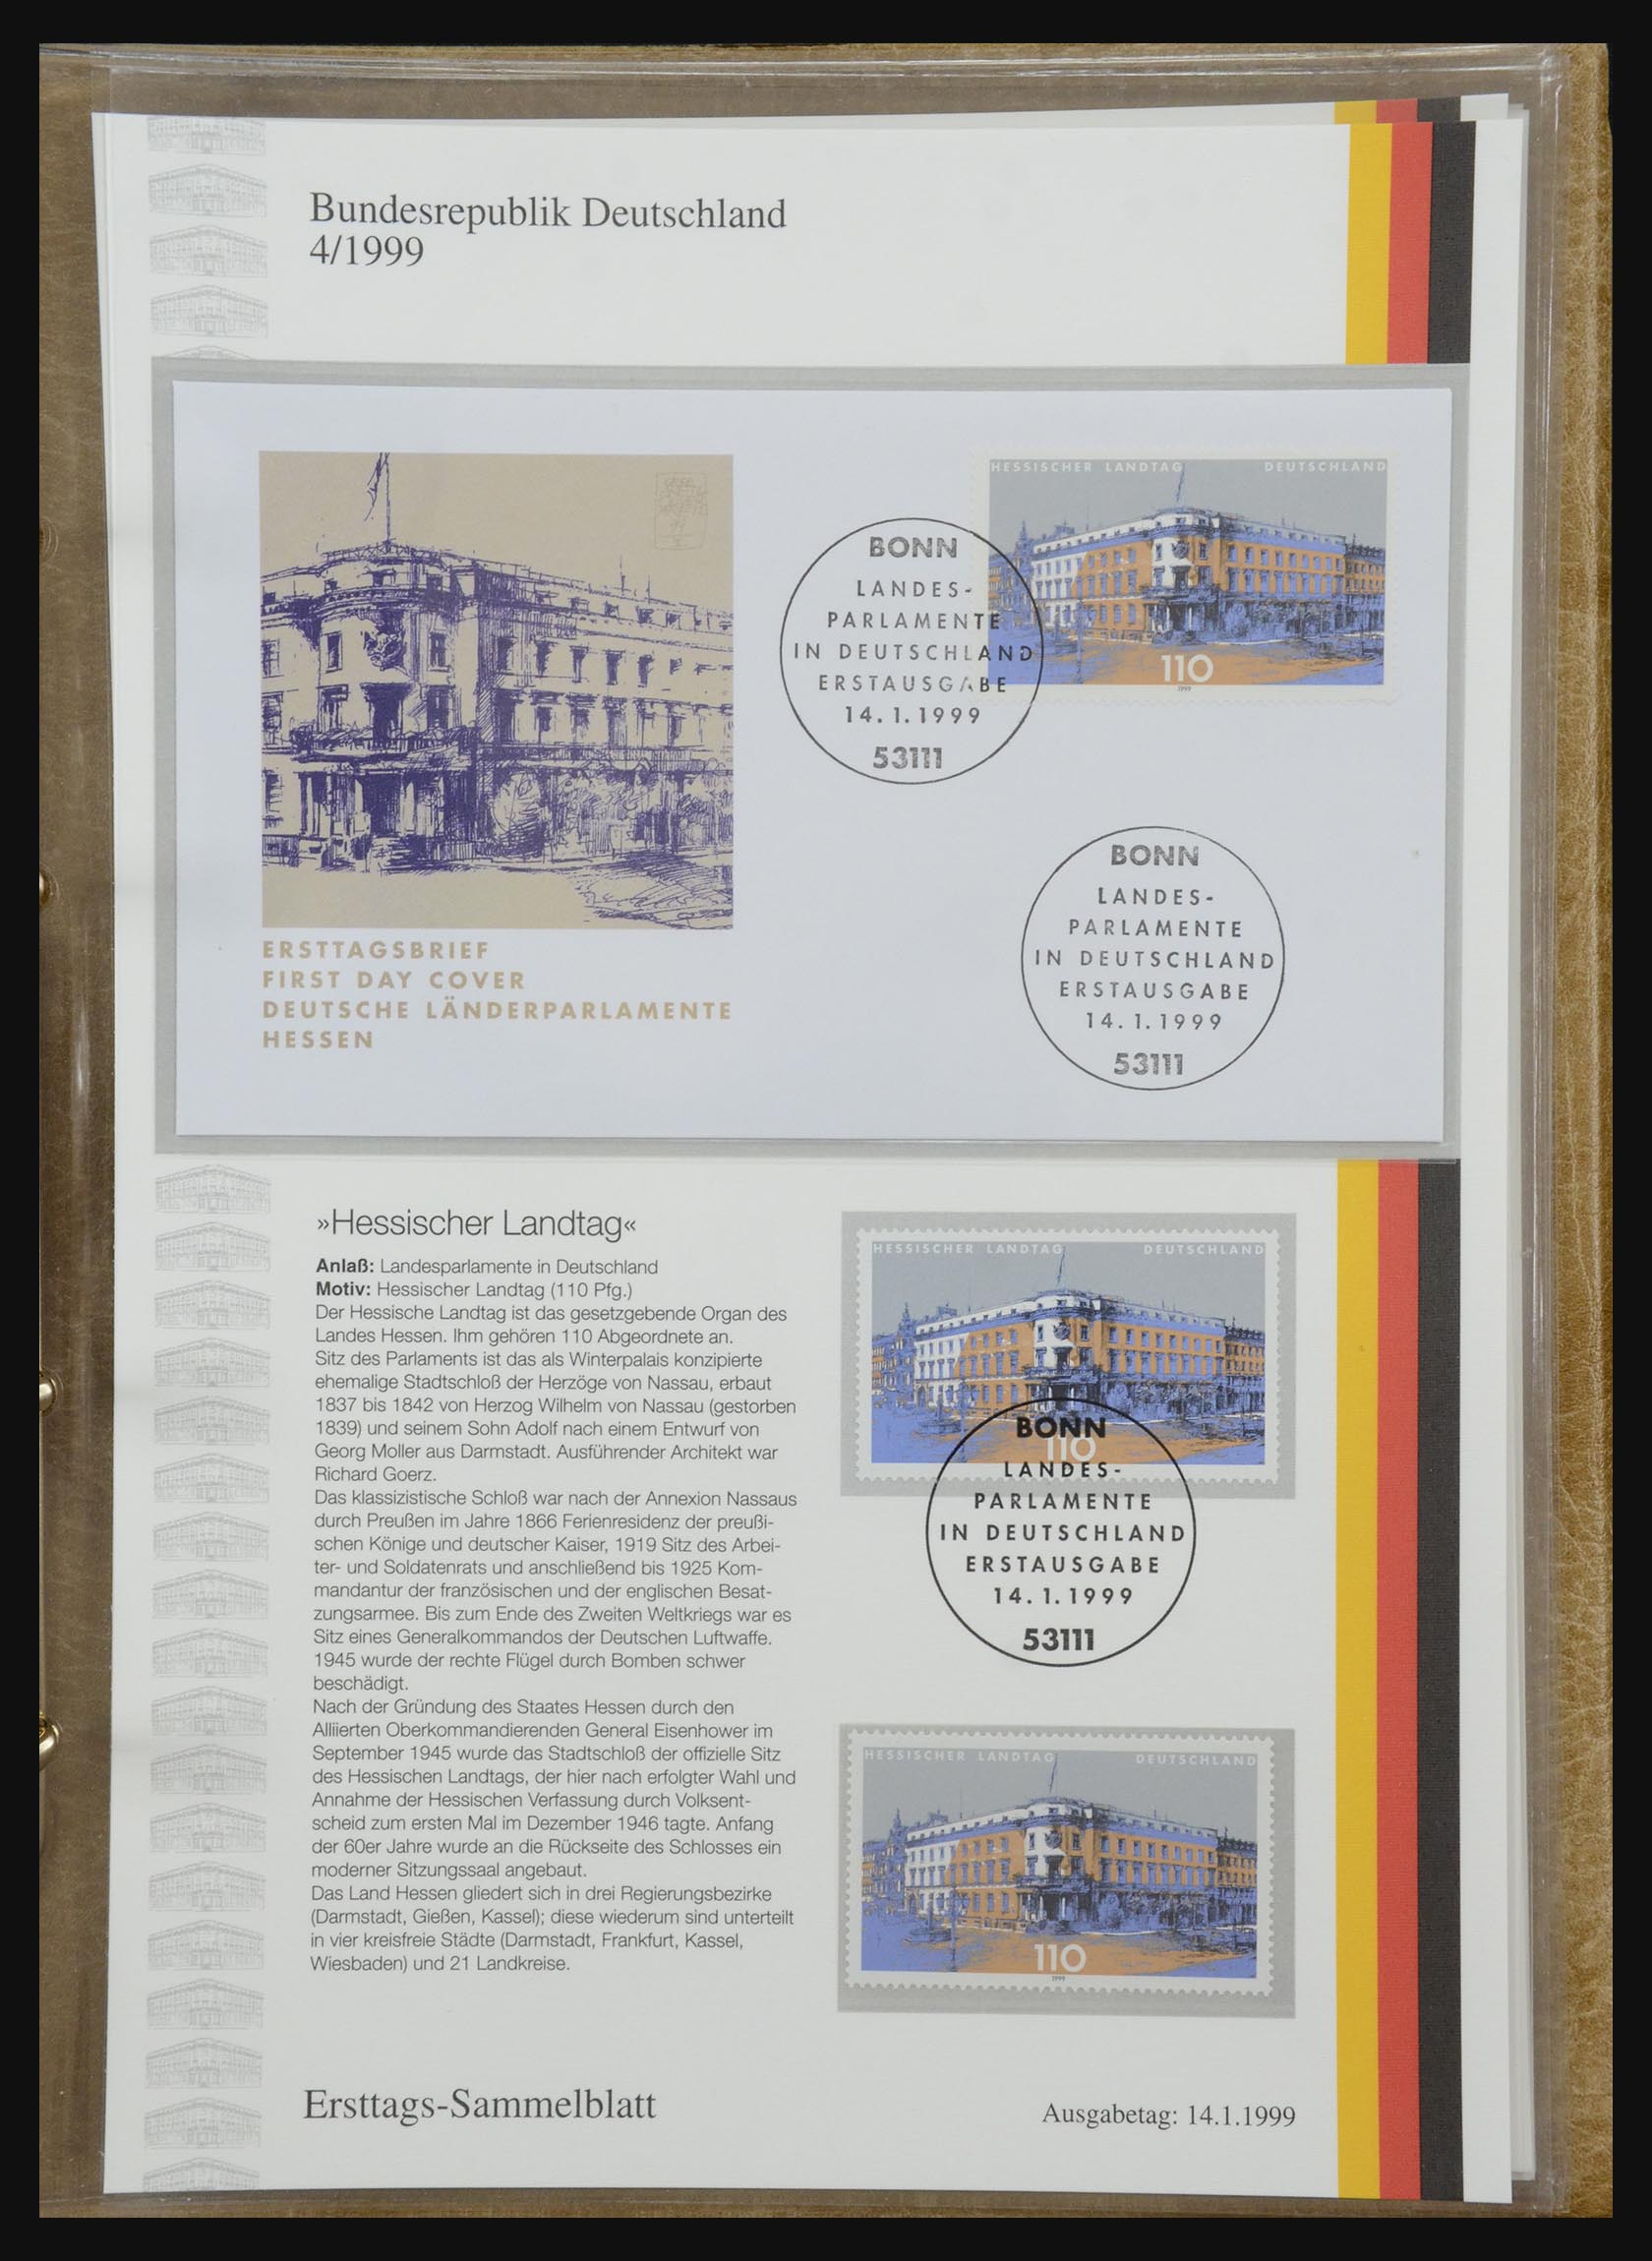 Bundesrepublik Deutschland
4/1999
HESSISCHER LANDTAG DEUTSCHLAND
110
1999
BONN
LANDES-
PARLAMENTE
IN DEUTSCHLAND
ERSTAUSGABE
14.1.1999
53111
BONN
LANDES-
PARLAMENTE
IN DEUTSCHLAND
ERSTAUSGABE
14.1.1999
53111
ERSTTAGSBRIEF
FIRST DAY COVER
DEUTSCHE LÄNDERPARLAMENTE
HESSEN
»Hessischer Landtag«
Anlaß: Landesparlamente in Deutschland
Motiv: Hessischer Landtag (110 Pfg.)
Der Hessische Landtag ist das gesetzgebende Organ des
Landes Hessen. Ihm gehören 110 Abgeordnete an.
Sitz des Parlaments ist das als Winterpalais konzipierte
ehemalige Stadtschloß der Herzöge von Nassau, erbaut
1837 bis 1842 von Herzog Wilhelm von Nassau (gestorben
1839) und seinem Sohn Adolf nach einem Entwurf von
Georg Moller aus Darmstadt. Ausführender Architekt war
Richard Goerz.
Das klassizistische Schloß war nach der Annexion Nassaus
durch Preußen im Jahre 1866 Ferienresidenz der preußi-
schen Könige und deutscher Kaiser, 1919 Sitz des Arbei-
ter- und Soldatenrats und anschließend bis 1925 Kom-
mandantur der französischen und der englischen Besat-
zungsarmee. Bis zum Ende des Zweiten Weltkriegs war es
Sitz eines Generalkommandos der Deutschen Luftwaffe.
1945 wurde der rechte Flügel durch Bomben schwer
beschädigt.
Nach der Gründung des Staates Hessen durch den
Alliierten Oberkommandierenden General Eisenhower im
September 1945 wurde das Stadtschloß der offizielle Sitz
des Hessischen Landtags, der hier nach erfolgter Wahl und
Annahme der Hessischen Verfassung durch Volksent-
scheid zum ersten Mal im Dezember 1946 tagte. Anfang
der 60er Jahre wurde an die Rückseite des Schlosses ein
moderner Sitzungssaal angebaut.
Das Land Hessen gliedert sich in drei Regierungsbezirke
(Darmstadt, Gießen, Kassel); diese wiederum sind unterteilt
in vier kreisfreie Städte (Darmstadt, Frankfurt, Kassel,
Wiesbaden) und 21 Landkreise.
HESSISCHER LANDTAG DEUTSCHLAND
110
BONN
LANDES-
PARLAMENTE
IN DEUTSCHLAND
ERSTAUSGABE
14.1.1999
53111
HESSISCHER LANDTAG DEUTSCHLAND
110
1999
Ersttags-Sammelblatt
Ausgabetag: 14.1.1999